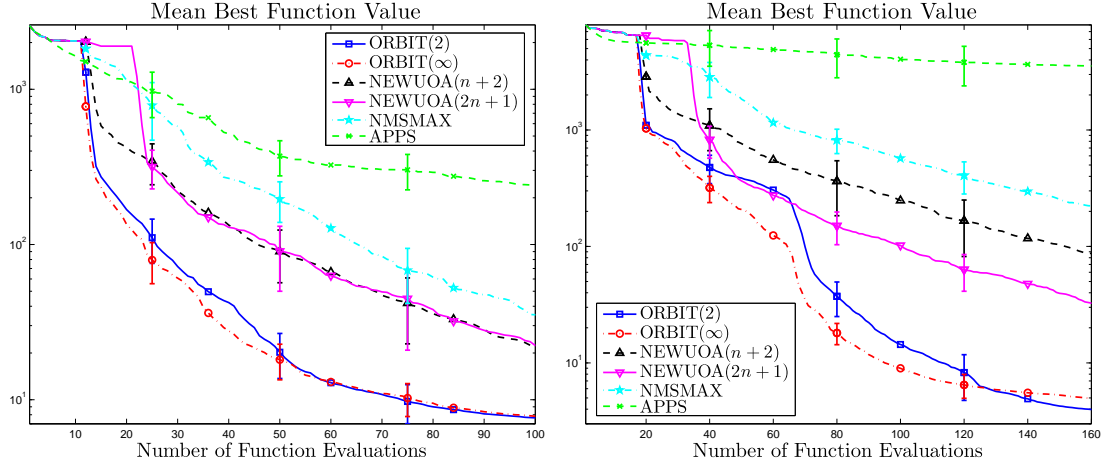 Mean Best Function Value
10³
10²
10¹
10 20 30 40 50 60 70 80 90 100
Number of Function Evaluations
ORBIT(2)
ORBIT(∞)
NEWUOA(n + 2)
NEWUOA(2n + 1)
NMSMAX
APPS
Mean Best Function Value
10³
10²
10¹
20 40 60 80 100 120 140 160
Number of Function Evaluations
ORBIT(2)
ORBIT(∞)
NEWUOA(n + 2)
NEWUOA(2n + 1)
NMSMAX
APPS